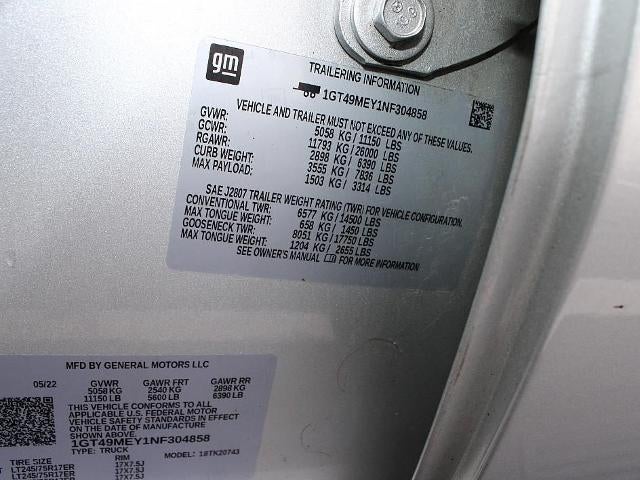 gm
TRAILERING INFORMATION
1GT49MEY1NF304858
VEHICLE AND TRAILER MUST NOT EXCEED ANY OF THESE VALUES.
GVWR: 5058 KG / 11150 LBS
GCWR: 11793 KG / 26000 LBS
RGAWR: 2898 KG / 6390 LBS
CURB WEIGHT: 3555 KG / 7836 LBS
MAX PAYLOAD: 1503 KG / 3314 LBS
SAE J2807 TRAILER WEIGHT RATING (TWR) FOR VEHICLE CONFIGURATION.
CONVENTIONAL TWR: 6577 KG / 14500 LBS
MAX TONGUE WEIGHT: 658 KG / 1450 LBS
GOOSENECK TWR: 8051 KG / 17750 LBS
MAX TONGUE WEIGHT: 1204 KG / 2655 LBS
SEE OWNER'S MANUAL FOR MORE INFORMATION
MFD BY GENERAL MOTORS LLC
05/22 GVWR GAWR FRT GAWR RR
5058 KG 2540 KG 2898 KG
11150 LB 5600 LB 6390 LB
THIS VEHICLE CONFORMS TO ALL
APPLICABLE U.S. FEDERAL MOTOR
VEHICLE SAFETY STANDARDS IN EFFECT
ON THE DATE OF MANUFACTURE
SHOWN ABOVE.
1GT49MEY1NF304858
TYPE: TRUCK MODEL: 18TK20743
TIRE SIZE RIM
LT245/75R17ER 17X7.5J
LT245/75R17ER 17X7.5J